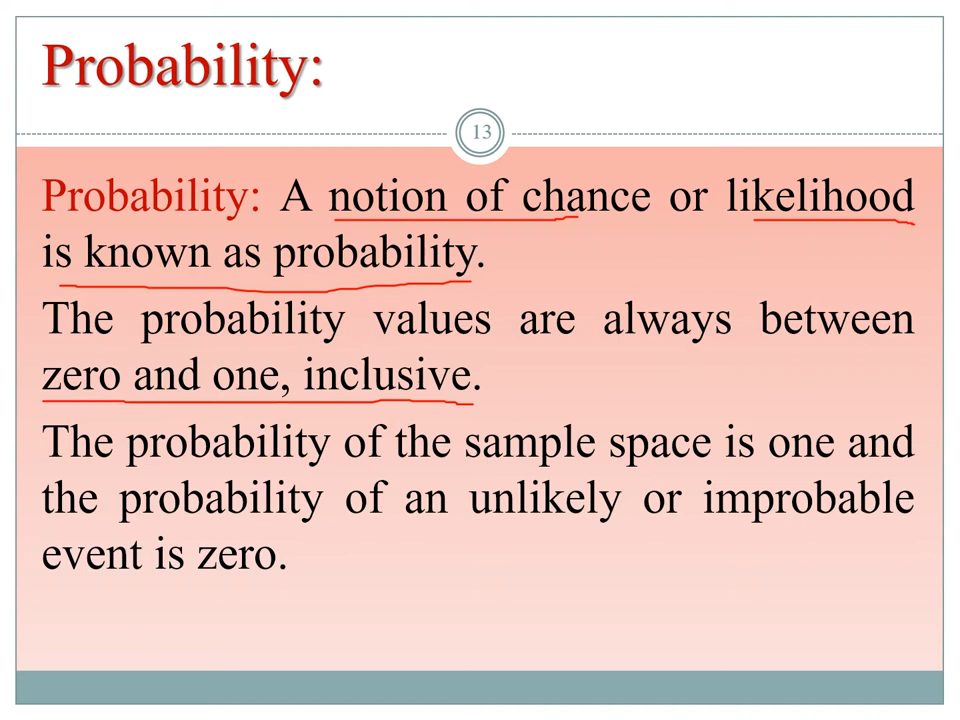 Probability:
13
Probability: A notion of chance or likelihood
is known as probability.
The probability values are always between
zero and one, inclusive.
The probability of the sample space is one and
the probability of an unlikely or improbable
event is zero.